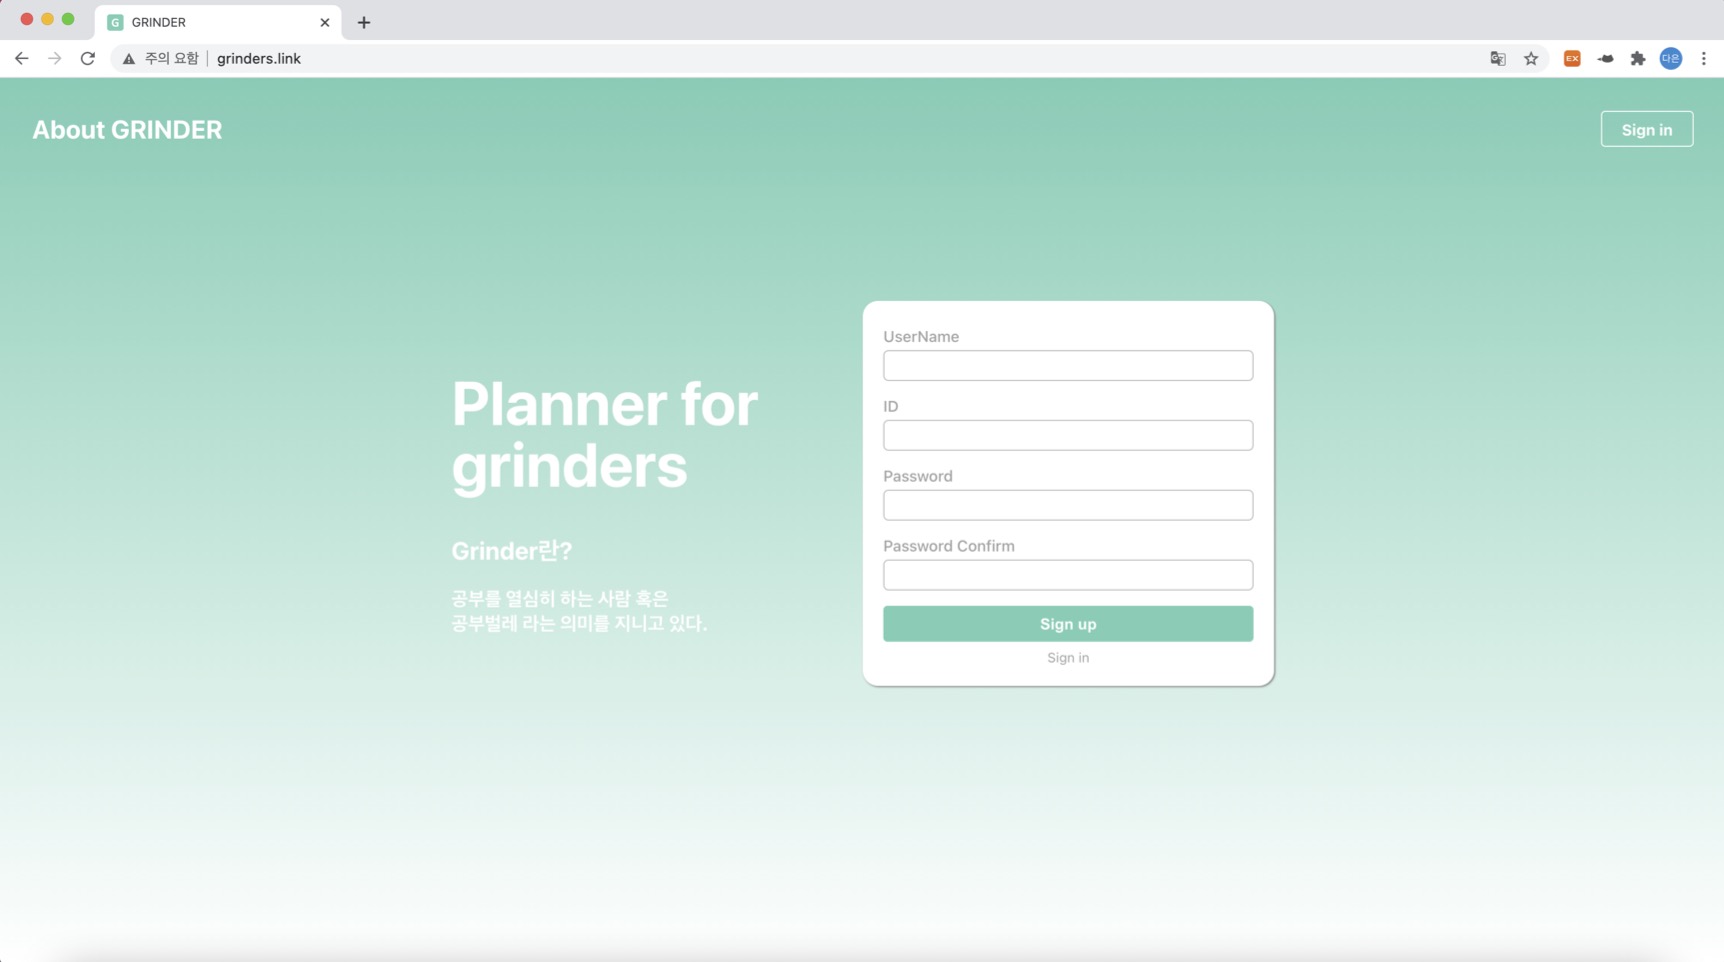 G GRINDER
주의 요함 grinders.link
EX
다은
About GRINDER
Sign in
Planner for
grinders
Grinder란?
공부를 열심히 하는 사람 혹은
공부벌레 라는 의미를 지니고 있다.
UserName
ID
Password
Password Confirm
Sign up
Sign in